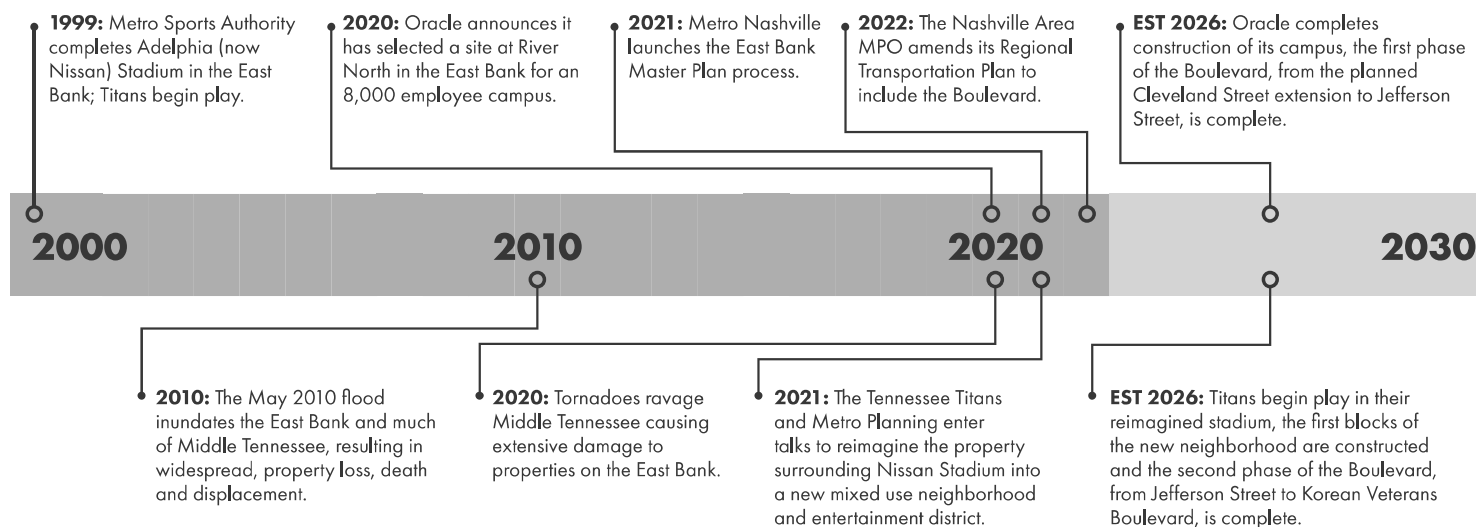 1999: Metro Sports Authority
completes Adelphia (now
Nissan) Stadium in the East
Bank; Titans begin play.
2020: Oracle announces it
has selected a site at River
North in the East Bank for an
8,000 employee campus.
2021: Metro Nashville
launches the East Bank
Master Plan process.
2022: The Nashville Area
MPO amends its Regional
Transportation Plan to
include the Boulevard.
EST 2026: Oracle completes
construction of its campus, the first phase
of the Boulevard, from the planned
Cleveland Street extension to Jefferson
Street, is complete.
2000
2010
2020
2030
2010: The May 2010 flood
inundates the East Bank and much
of Middle Tennessee, resulting in
widespread, property loss, death
and displacement.
2020: Tornadoes ravage
Middle Tennessee causing
extensive damage to
properties on the East Bank.
2021: The Tennessee Titans
and Metro Planning enter
talks to reimagine the property
surrounding Nissan Stadium into
a new mixed use neighborhood
and entertainment district.
EST 2026: Titans begin play in their
reimagined stadium, the first blocks of
the new neighborhood are constructed
and the second phase of the Boulevard,
from Jefferson Street to Korean Veterans
Boulevard, is complete.